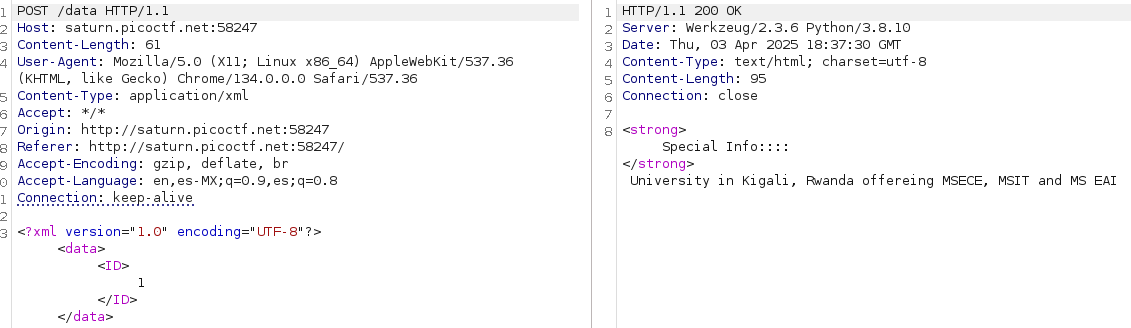 1 POST /data HTTP/1.1
2 Host: saturn.picoctf.net:58247
3 Content-Length: 61
4 User-Agent: Mozilla/5.0 (X11; Linux x86_64) AppleWebKit/537.36
(KHTML, like Gecko) Chrome/134.0.0.0 Safari/537.36
5 Content-Type: application/xml
6 Accept: */*
7 Origin: http://saturn.picoctf.net:58247
8 Referer: http://saturn.picoctf.net:58247/
9 Accept-Encoding: gzip, deflate, br
0 Accept-Language: en,es-MX;q=0.9,es;q=0.8
1 Connection: keep-alive
2
3 <?xml version="1.0" encoding="UTF-8"?>
<data>
<ID>
1
</ID>
</data>
1 HTTP/1.1 200 OK
2 Server: Werkzeug/2.3.6 Python/3.8.10
3 Date: Thu, 03 Apr 2025 18:37:30 GMT
4 Content-Type: text/html; charset=utf-8
5 Content-Length: 95
6 Connection: close
7
8 <strong>
Special Info::::
</strong>
University in Kigali, Rwanda offereing MSECE, MSIT and MS EAI